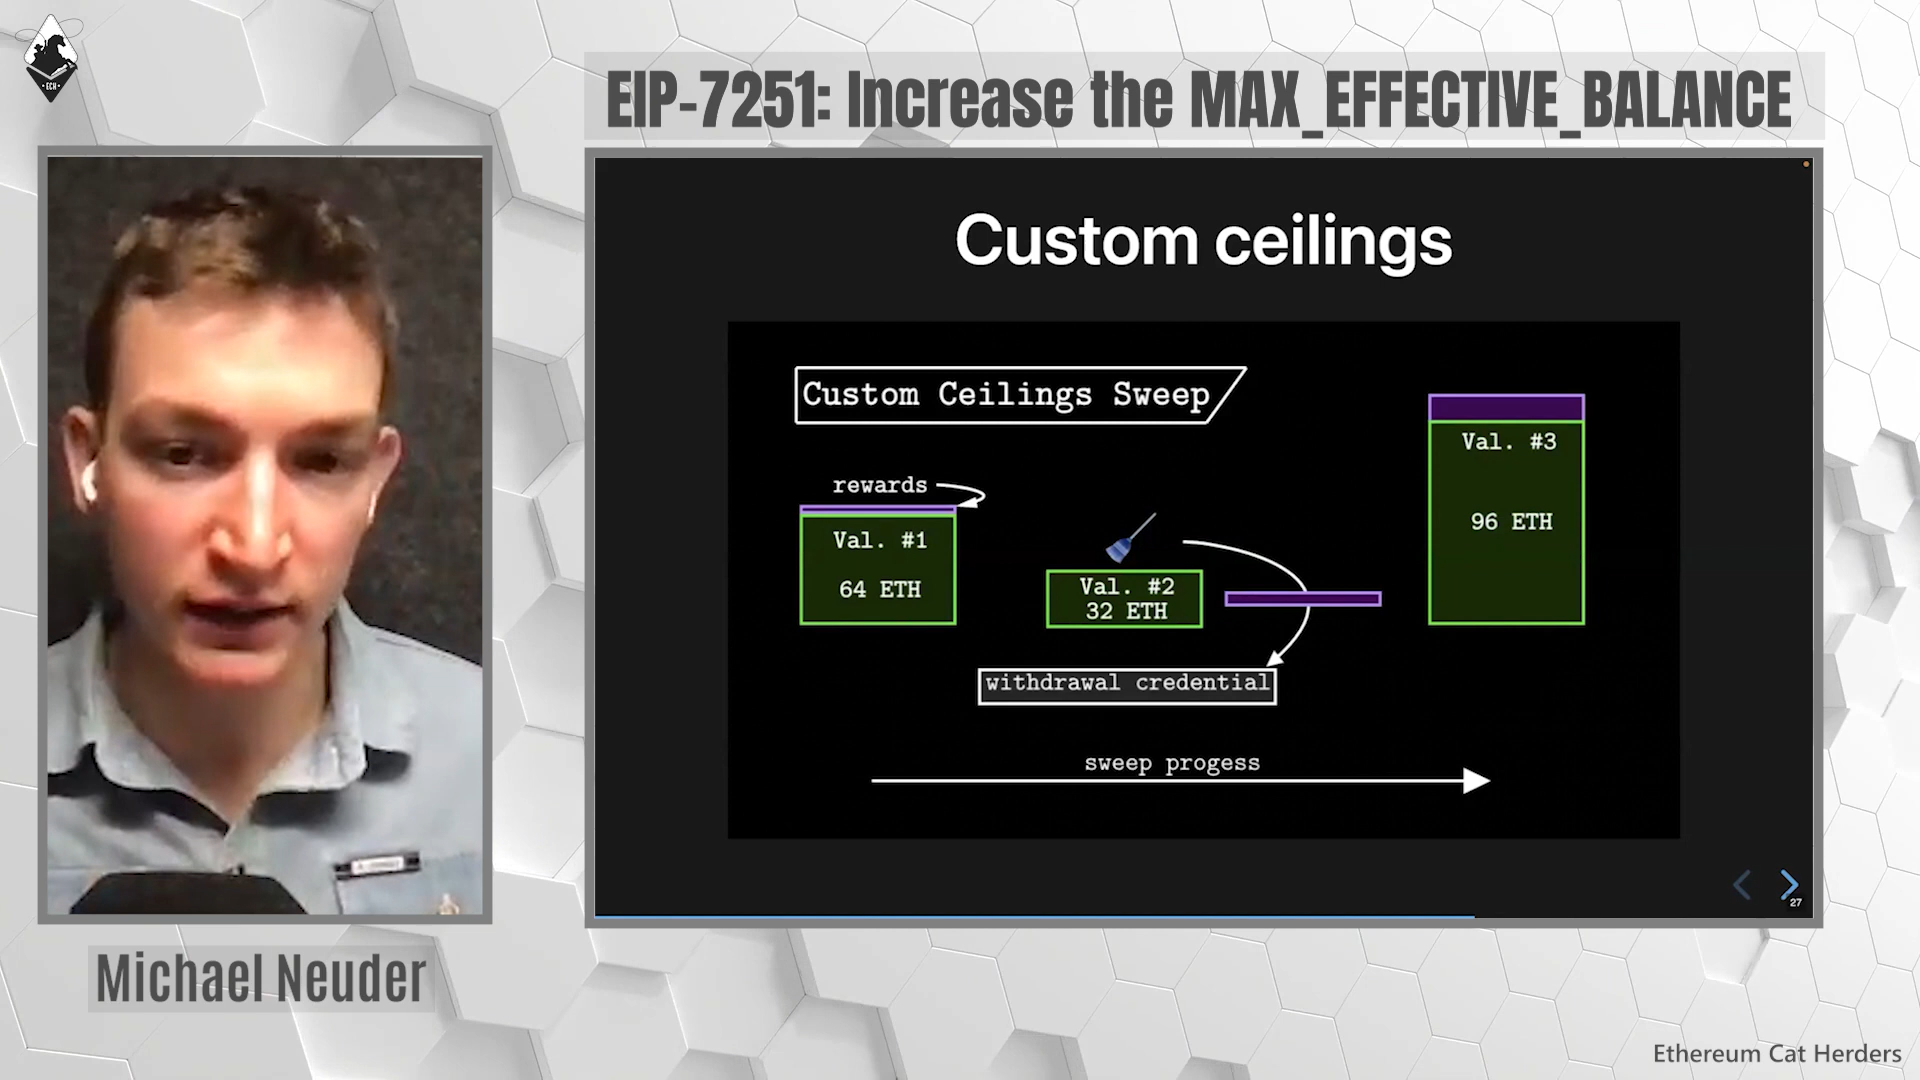 ECH
EIP-7251: Increase the MAX_EFFECTIVE_BALANCE
Custom ceilings
Custom Ceilings Sweep
rewards
Val. #1
64 ETH
Val. #2
32 ETH
Val. #3
96 ETH
withdrawal credential
sweep progess
27
Michael Neuder
Ethereum Cat Herders